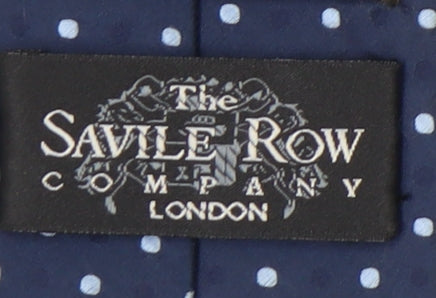 The
SAVILE ROW
COMPANY
LONDON